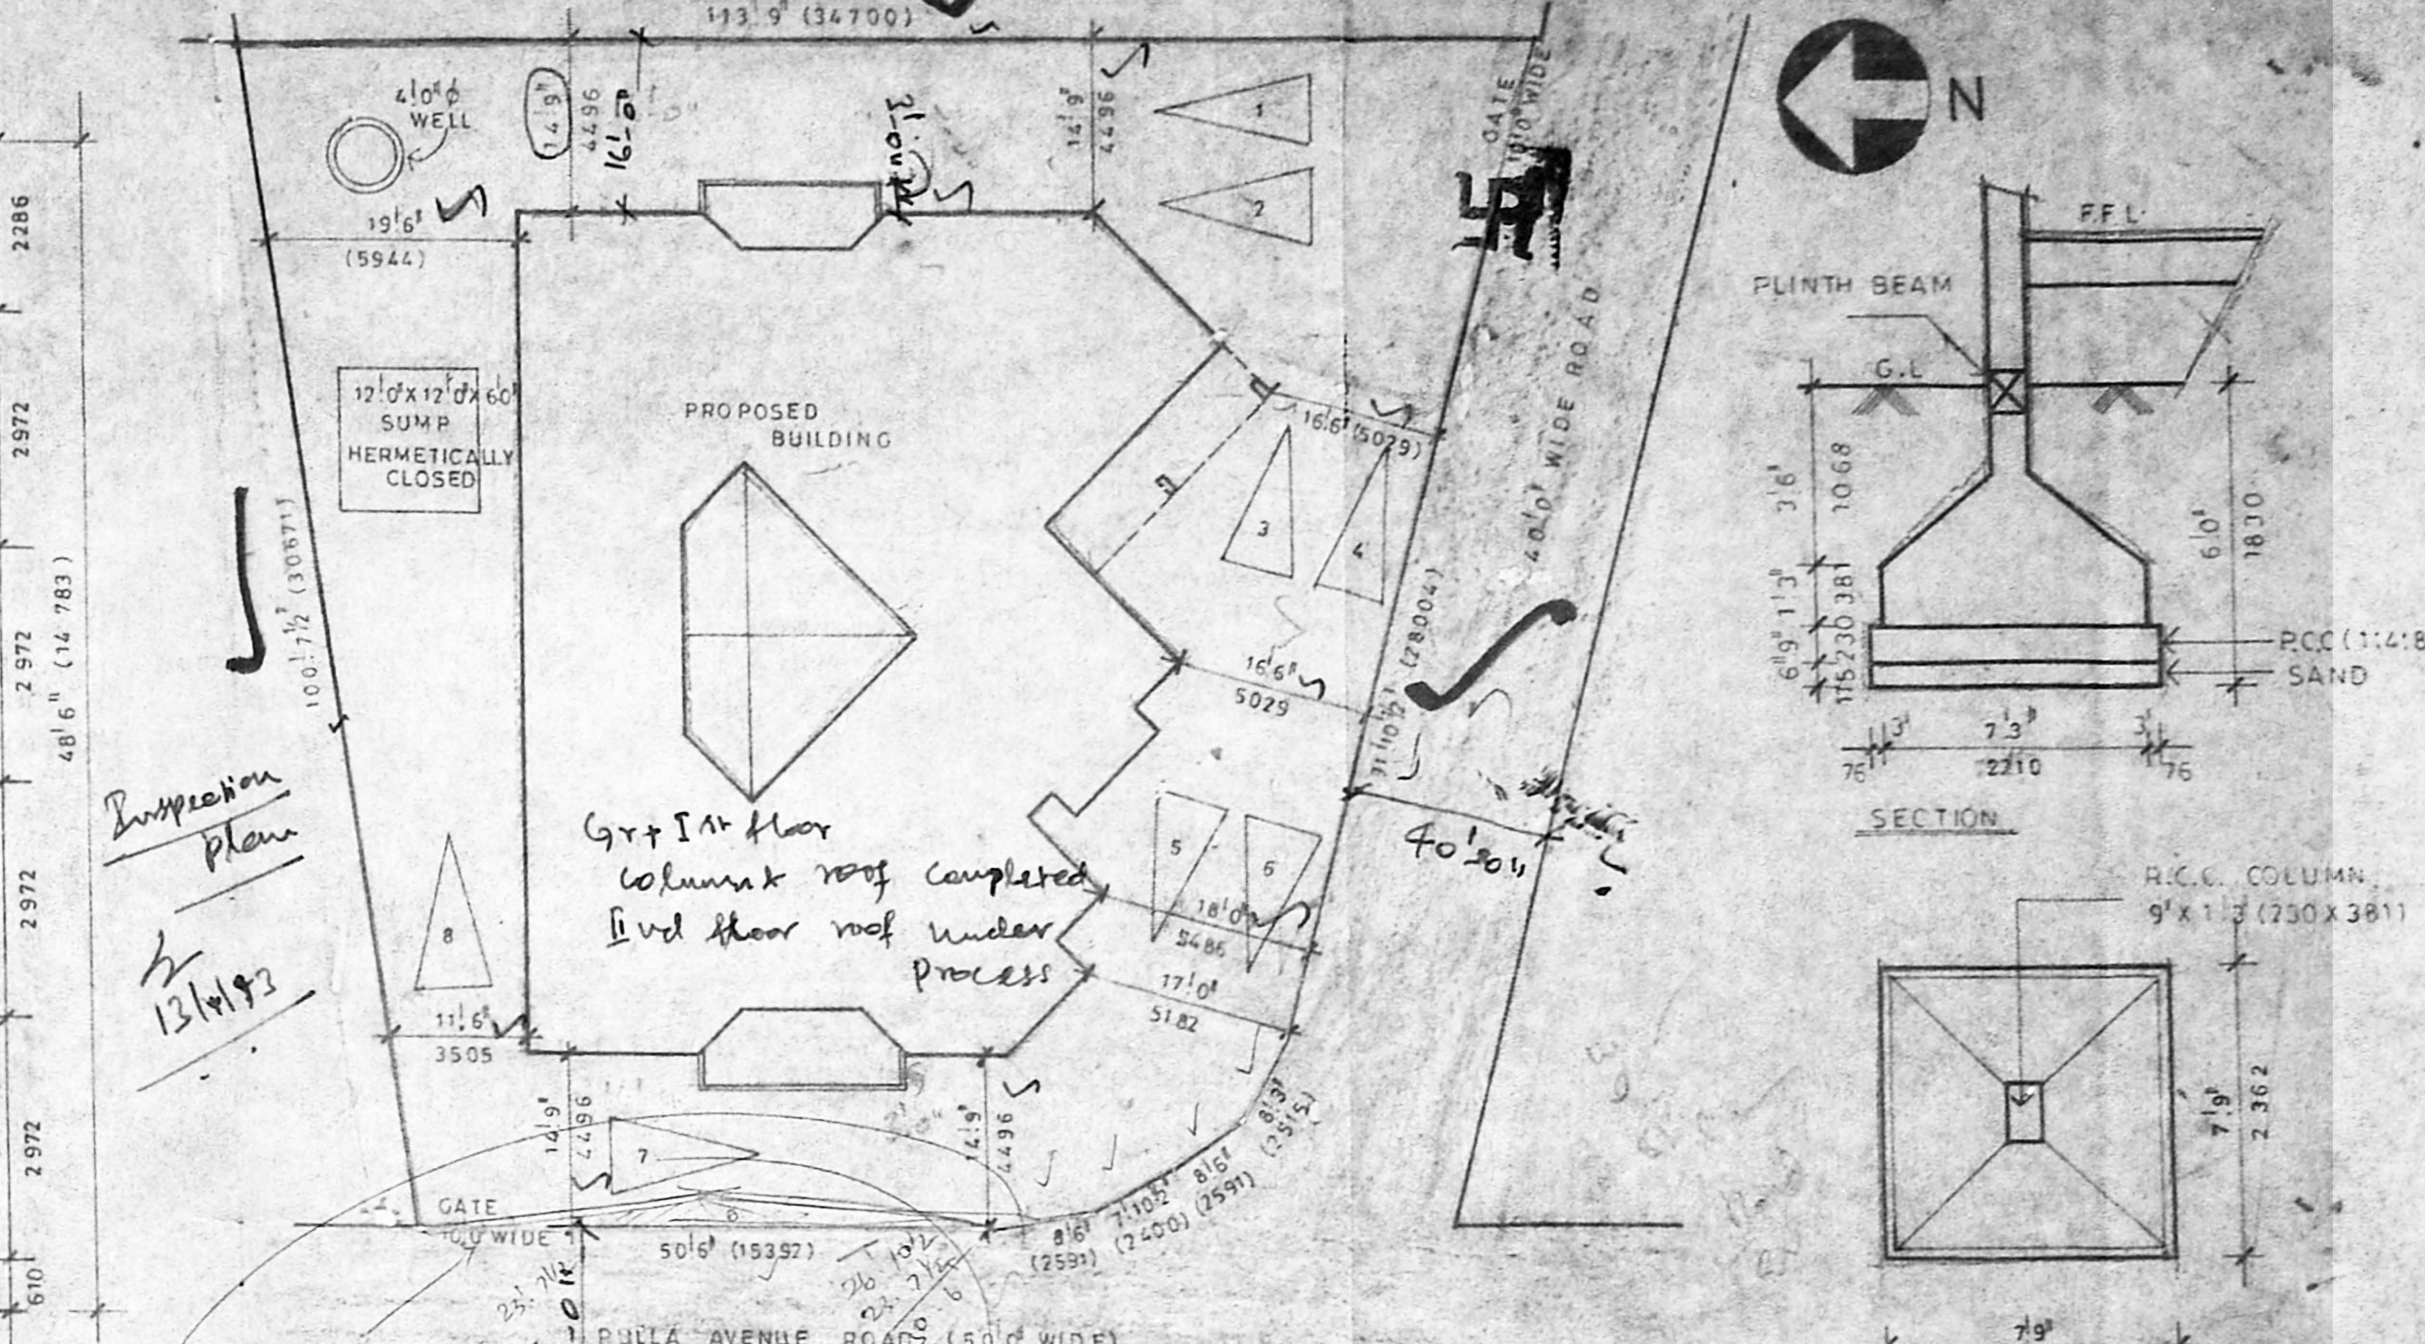 113'9" (34700)
4'0"φ
WELL
14'9"
4496
16'-0"
14'9"
4496
1
2
GATE
10'0" WIDE
N
19'6"
(5944)
2286
2972
2972
2972
2972
610
48'6" (14783)
12'0" X 12'0" X 6'0"
SUMP
HERMETICALLY
CLOSED
PROPOSED
BUILDING
100'7½" (30671)
16'6" (5029)
3
4
40'0" WIDE ROAD
16'6"
5029
(28004)
40'-0"
Inspection
plan
13/4/93
Gr + Ist floor
column & roof completed
IInd floor roof under
process
5
6
18'0"
5486
17'0"
5182
8
11'6"
3505
14'9"
4496
7
14'9"
4496
GATE
10'0" WIDE
50'6" (15392)
8'6"
(2591)
7'10½"
(2400)
8'6"
(2591)
8'3"
(2515)
PULLA AVENUE ROAD (50'0" WIDE)
F.F.L.
PLINTH BEAM
G.L
3'6"
1068
1'3"
381
9"
230
6"
115
6'0"
1830
P.C.C (1:4:8
SAND
3"
7'3"
3"
76
2210
76
SECTION
R.C.C. COLUMN
9" X 1'3" (230 X 381)
7'9"
2362
7'9"